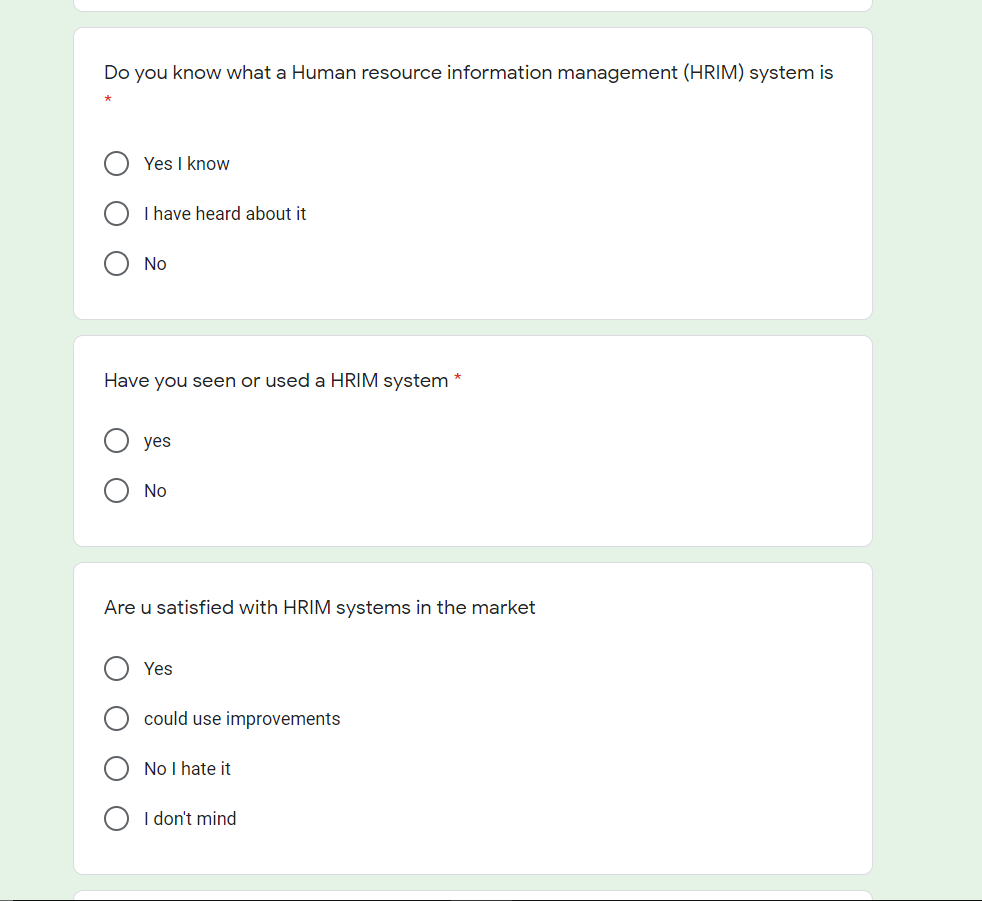 Do you know what a Human resource information management (HRIM) system is
*
Yes I know
I have heard about it
No
Have you seen or used a HRIM system *
yes
No
Are u satisfied with HRIM systems in the market
Yes
could use improvements
No I hate it
I don't mind